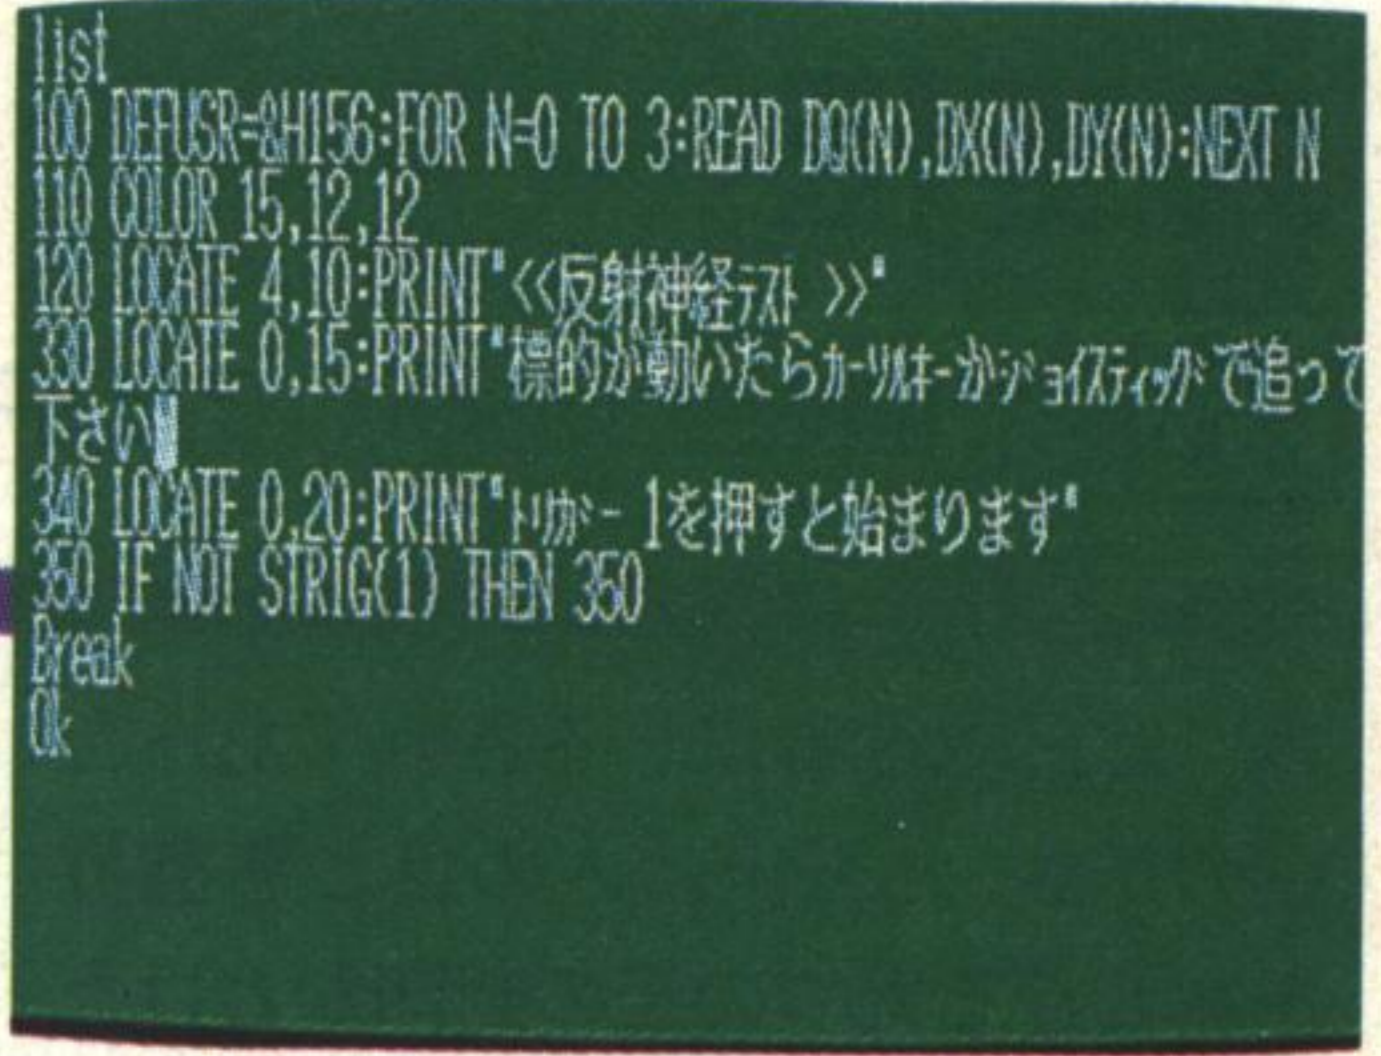 list
100 DEFUSR=&H156:FOR N=0 TO 3:READ DQ(N),DX(N),DY(N):NEXT N
110 COLOR 15,12,12
120 LOCATE 4,10:PRINT"<<反射神経ﾃｽﾄ >>"
330 LOCATE 0,15:PRINT"標的が動いたらｶｰｿﾙｷｰかｼﾞｮｲｽﾃｨｯｸﾞで追って
下さい
340 LOCATE 0,20:PRINT"ﾄﾘｶﾞｰ 1を押すと始まります"
350 IF NOT STRIG(1) THEN 350
Break
Ok